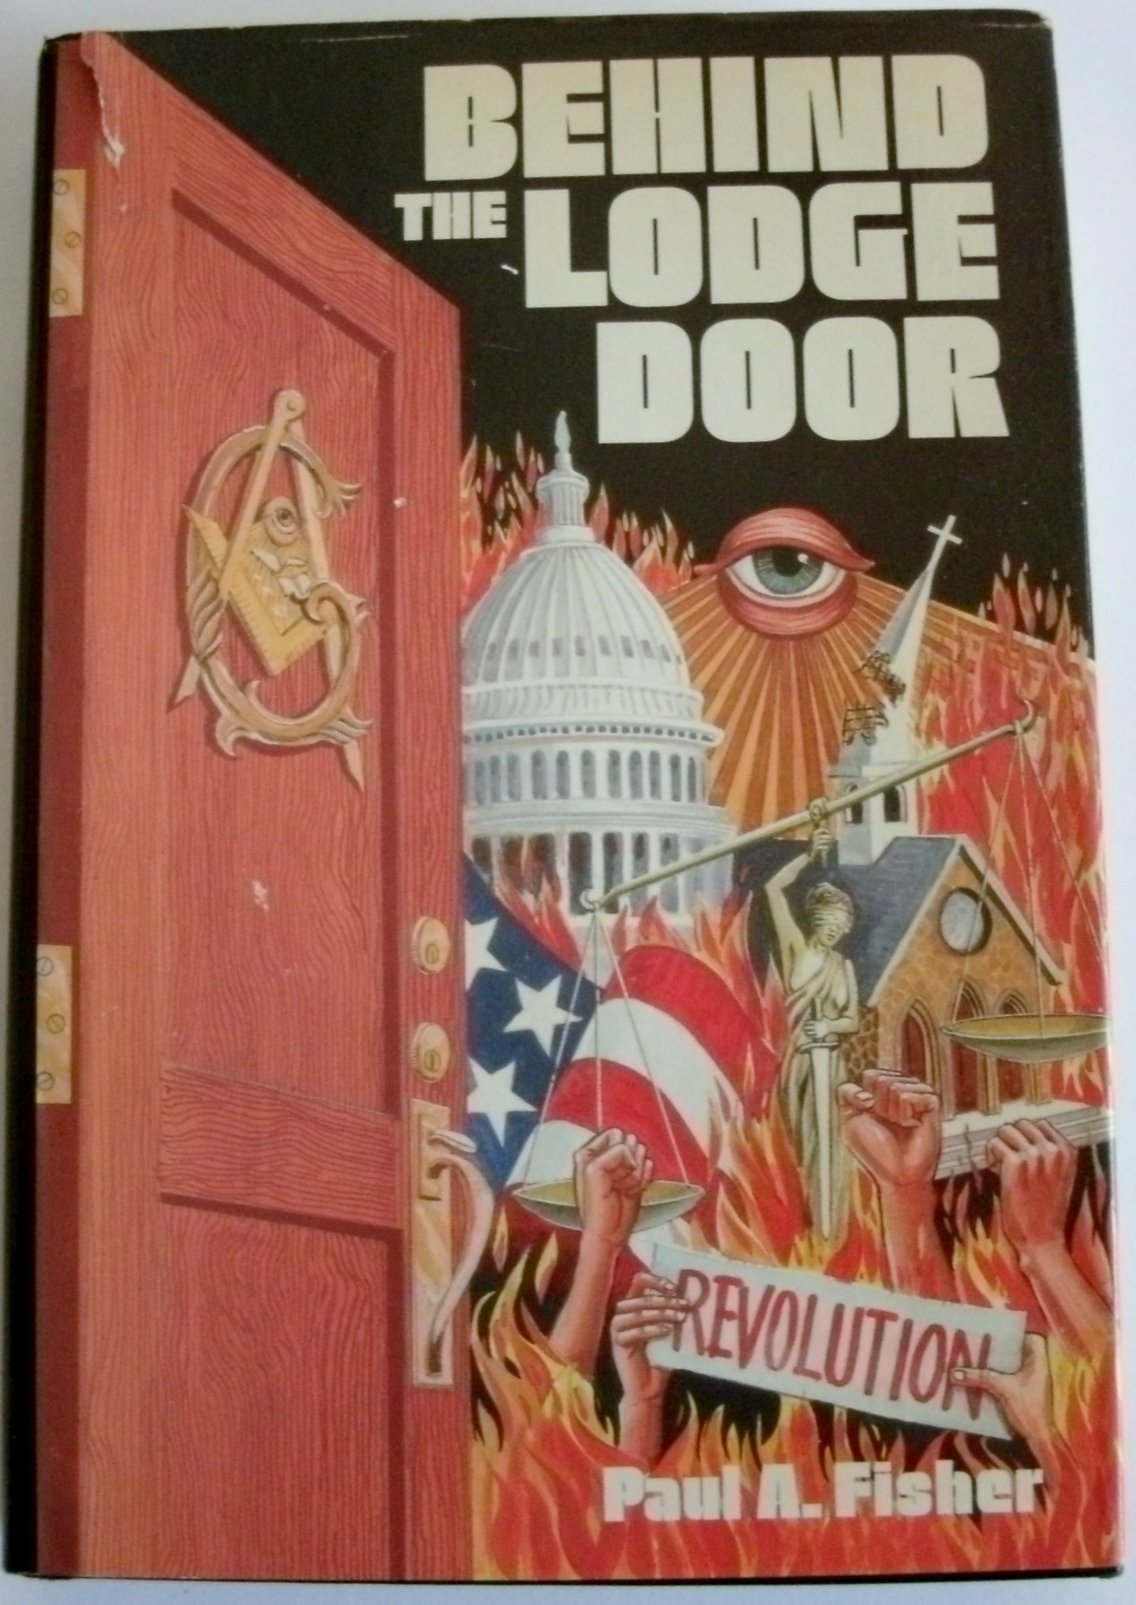 BEHIND
THE LODGE
DOOR
REVOLUTION
Paul A. Fisher